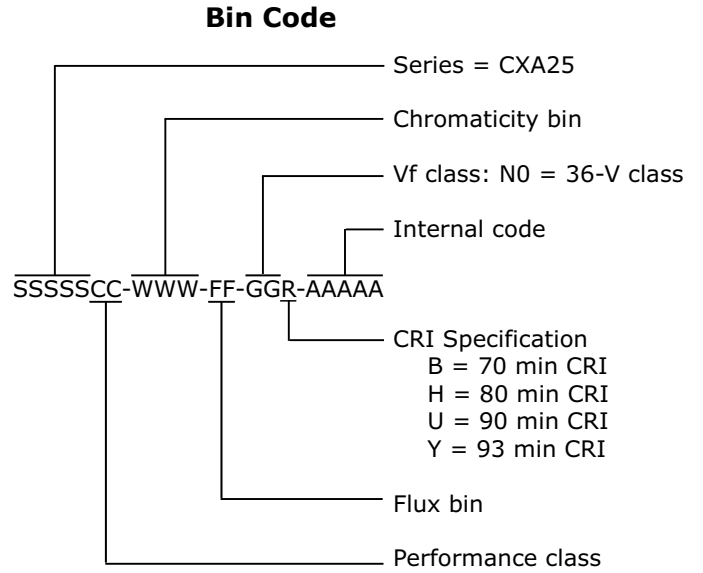 Bin Code
Series = CXA25
Chromaticity bin
Vf class: N0 = 36-V class
Internal code
SSSSSCC-WWW-FF-GGR-AAAAA
CRI Specification
B = 70 min CRI
H = 80 min CRI
U = 90 min CRI
Y = 93 min CRI
Flux bin
Performance class